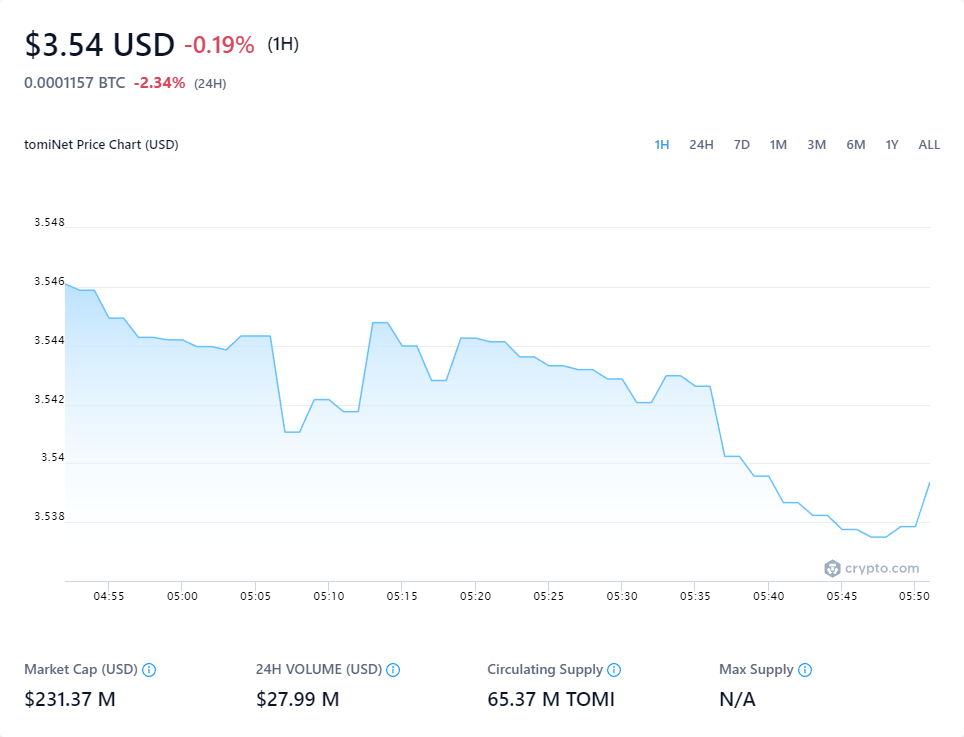 $3.54 USD -0.19% (1H)
0.0001157 BTC -2.34% (24H)
tomiNet Price Chart (USD) 1H 24H 7D 1M 3M 6M 1Y ALL
3.548
3.546
3.544
3.542
3.54
3.538
crypto.com
04:55 05:00 05:05 05:10 05:15 05:20 05:25 05:30 05:35 05:40 05:45 05:50
Market Cap (USD) 24H VOLUME (USD) Circulating Supply Max Supply
$231.37 M $27.99 M 65.37 M TOMI N/A